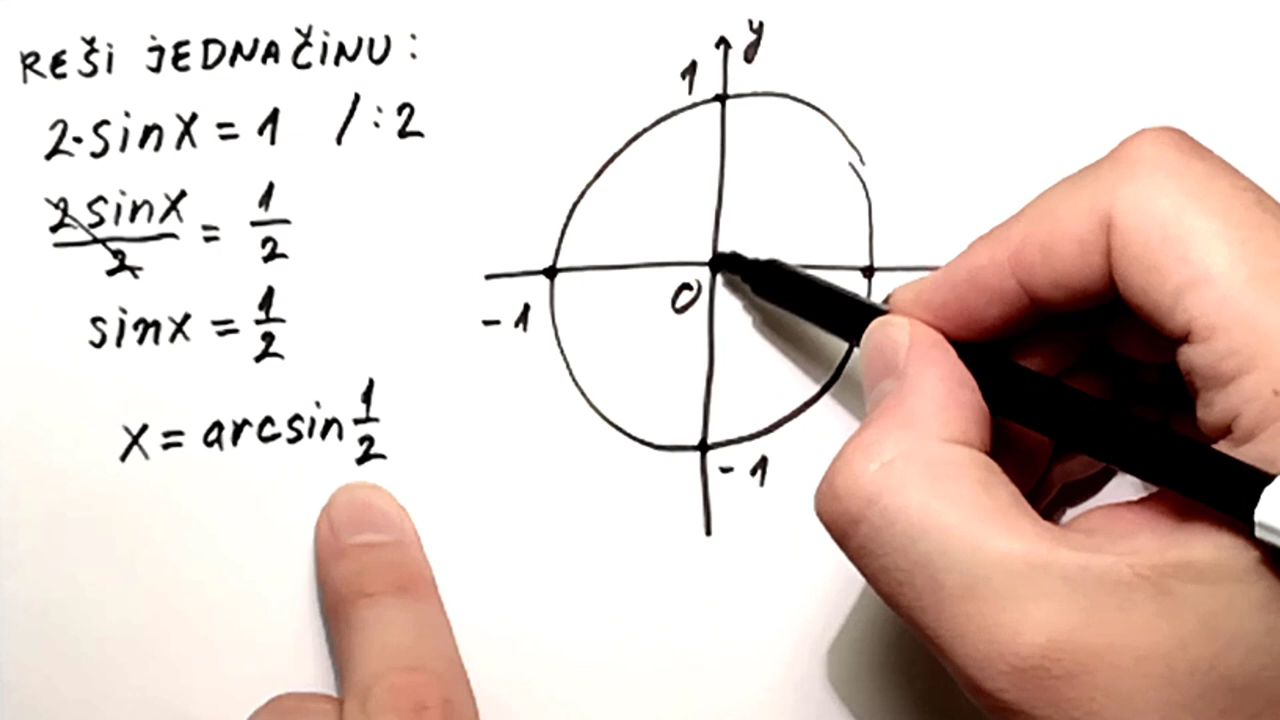 REŠI JEDNAČINU:
2·sinx = 1 /:2
2sinx/2 = 1/2
sinx = 1/2
x = arcsin 1/2
y
1
-1
0
-1